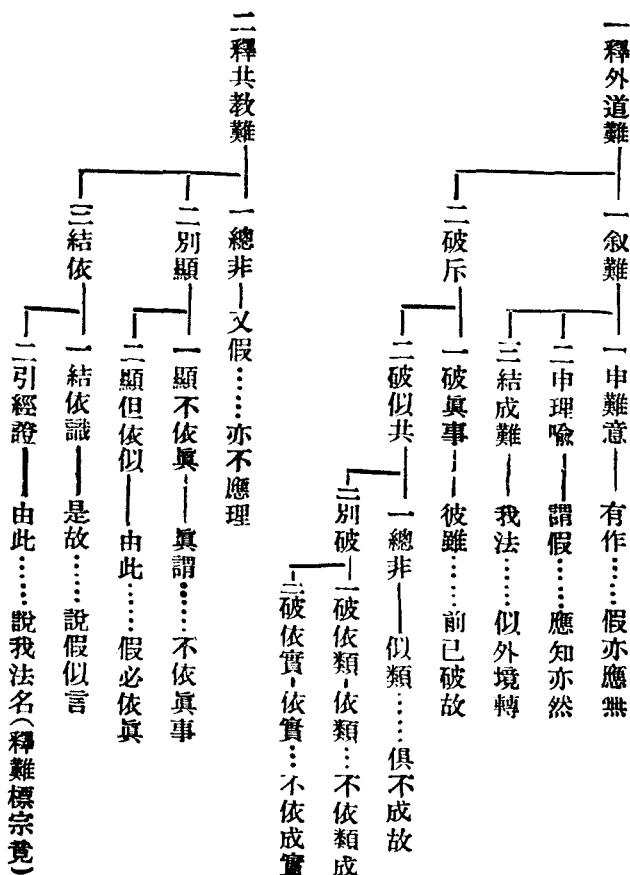 一釋外道難
一叙難
一申難意——有作……假亦應無
二申理喩——謂假……應知亦然
三結成難——我法……似外境轉
二破斥
一破眞事——彼雖……前已破故
二破似共
一總非——似類……俱不成故
二別破
一破依類-依類…不依類成
二破依實-依實…不依成實
二釋共教難
一總非—又假……亦不應理
二別顯
一顯不依眞——眞謂……不依眞事
二顯但依似——由此……假必依眞
三結依
一結依識——是故……說假似言
二引經證——由此……說我法名(釋難標宗竟)